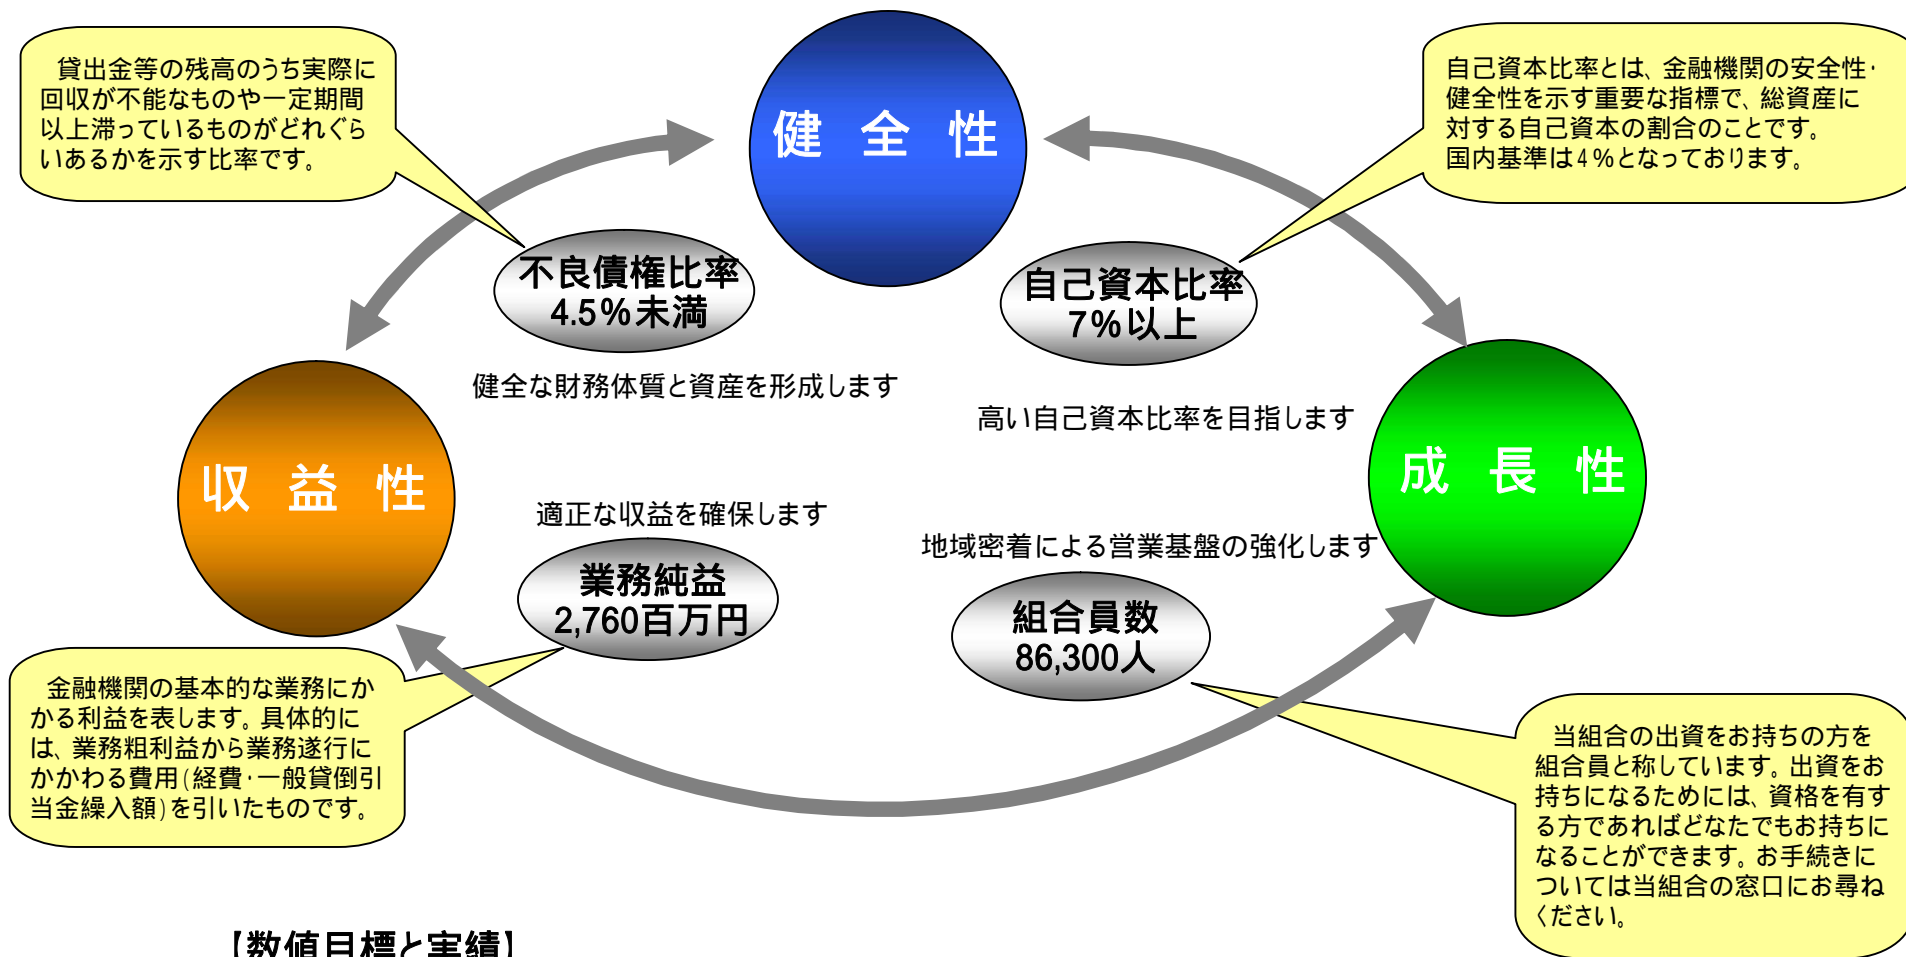 貸出金等の残高のうち実際に
回収が不能なものや一定期間
以上滞っているものがどれぐら
いあるかを示す比率です。
健全性
自己資本比率とは、金融機関の安全性・
健全性を示す重要な指標で、総資産に
対する自己資本の割合のことです。
国内基準は4%となっております。
不良債権比率
4.5%未満
自己資本比率
7%以上
健全な財務体質と資産を形成します
高い自己資本比率を目指します
収益性
成長性
適正な収益を確保します
地域密着による営業基盤の強化します
業務純益
2,760百万円
組合員数
86,300人
金融機関の基本的な業務にか
かる利益を表します。具体的に
は、業務粗利益から業務遂行に
かかわる費用(経費・一般貸倒引
当金繰入額)を引いたものです。
当組合の出資をお持ちの方を
組合員と称しています。出資をお
持ちになるためには、資格を有す
る方であればどなたでもお持ちに
なることができます。お手続きに
ついては当組合の窓口にお尋ね
ください。
【数値目標と実績】